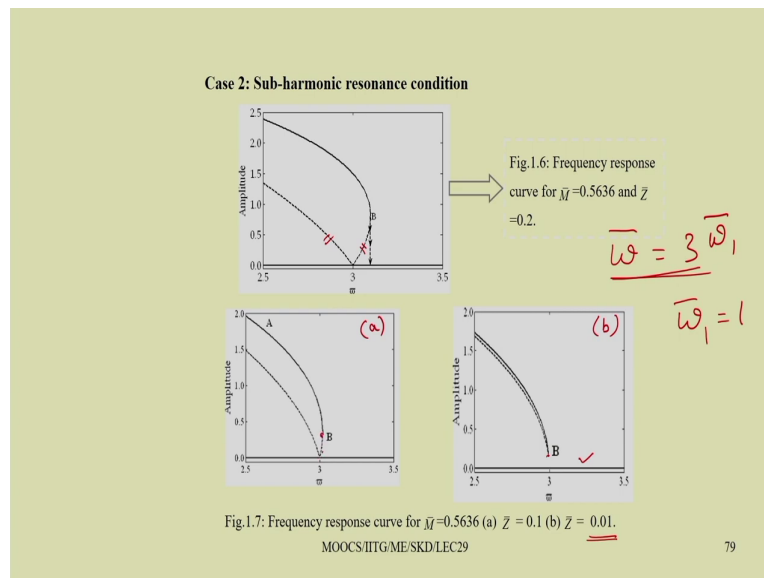 Case 2: Sub-harmonic resonance condition
2.5
2.0
1.5
1.0
0.5
0.0
Amplitude
B
2.5 3 3.5
ϖ
Fig.1.6: Frequency response
curve for M̄ =0.5636 and Z̄
=0.2.
ω̄ = 3 ω̄₁
ω̄₁ = 1
2.0
1.5
1.0
0.5
0.0
Amplitude
A
(a)
B
2.5 3 3.5
ϖ
2.0
1.5
1.0
0.5
0.0
Amplitude
(b)
B
2.5 3 3.5
ϖ
Fig.1.7: Frequency response curve for M̄ =0.5636 (a) Z̄ = 0.1 (b) Z̄ = 0.01.
MOOCS/IITG/ME/SKD/LEC29
79